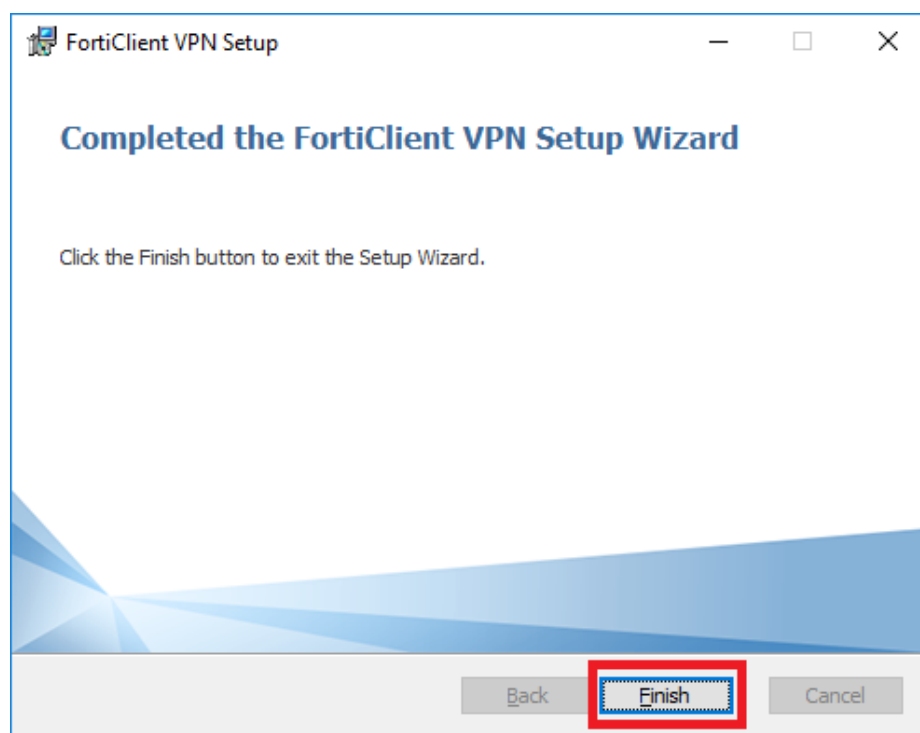 FortiClient VPN Setup
Completed the FortiClient VPN Setup Wizard
Click the Finish button to exit the Setup Wizard.
Back Finish Cancel